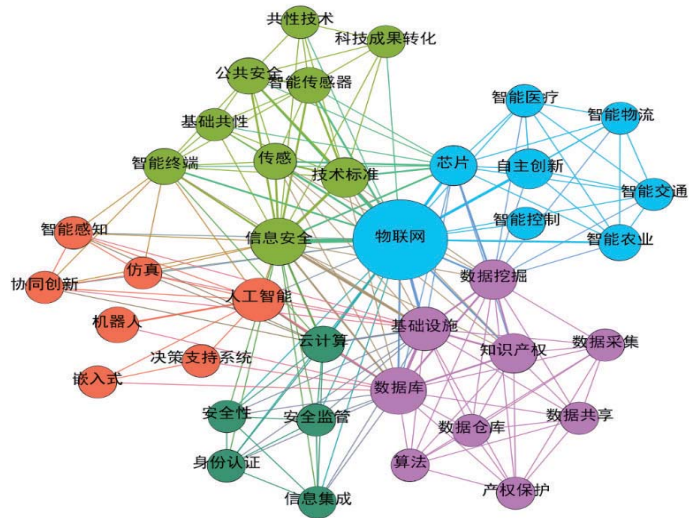 共性技术
科技成果转化
公共安全
智能传感器
智能医疗
智能物流
基础共性
智能终端
传感
技术标准
芯片
自主创新
智能交通
智能感知
信息安全
物联网
智能控制
智能农业
协同创新
仿真
人工智能
数据挖掘
机器人
云计算
基础设施
知识产权
数据采集
嵌入式
决策支持系统
数据库
安全性
安全监管
数据仓库
数据共享
身份认证
算法
信息集成
产权保护